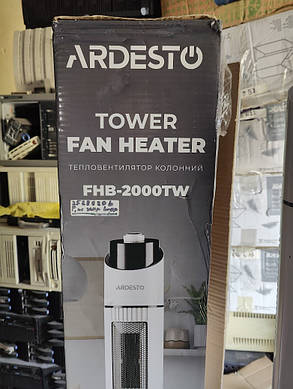 ARDESTO
TOWER
FAN HEATER
ТЕПЛОВЕНТИЛЯТОР КОЛОННИЙ
FHB-2000TW
ARDESTO